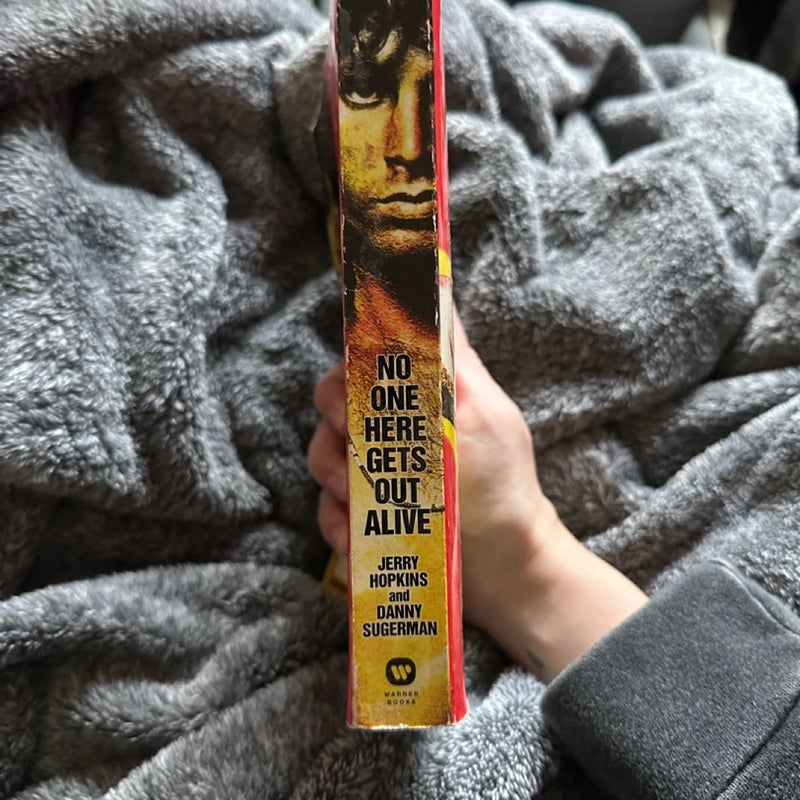 NO
ONE
HERE
GETS
OUT
ALIVE
JERRY
HOPKINS
and
DANNY
SUGERMAN
WARNER
BOOKS